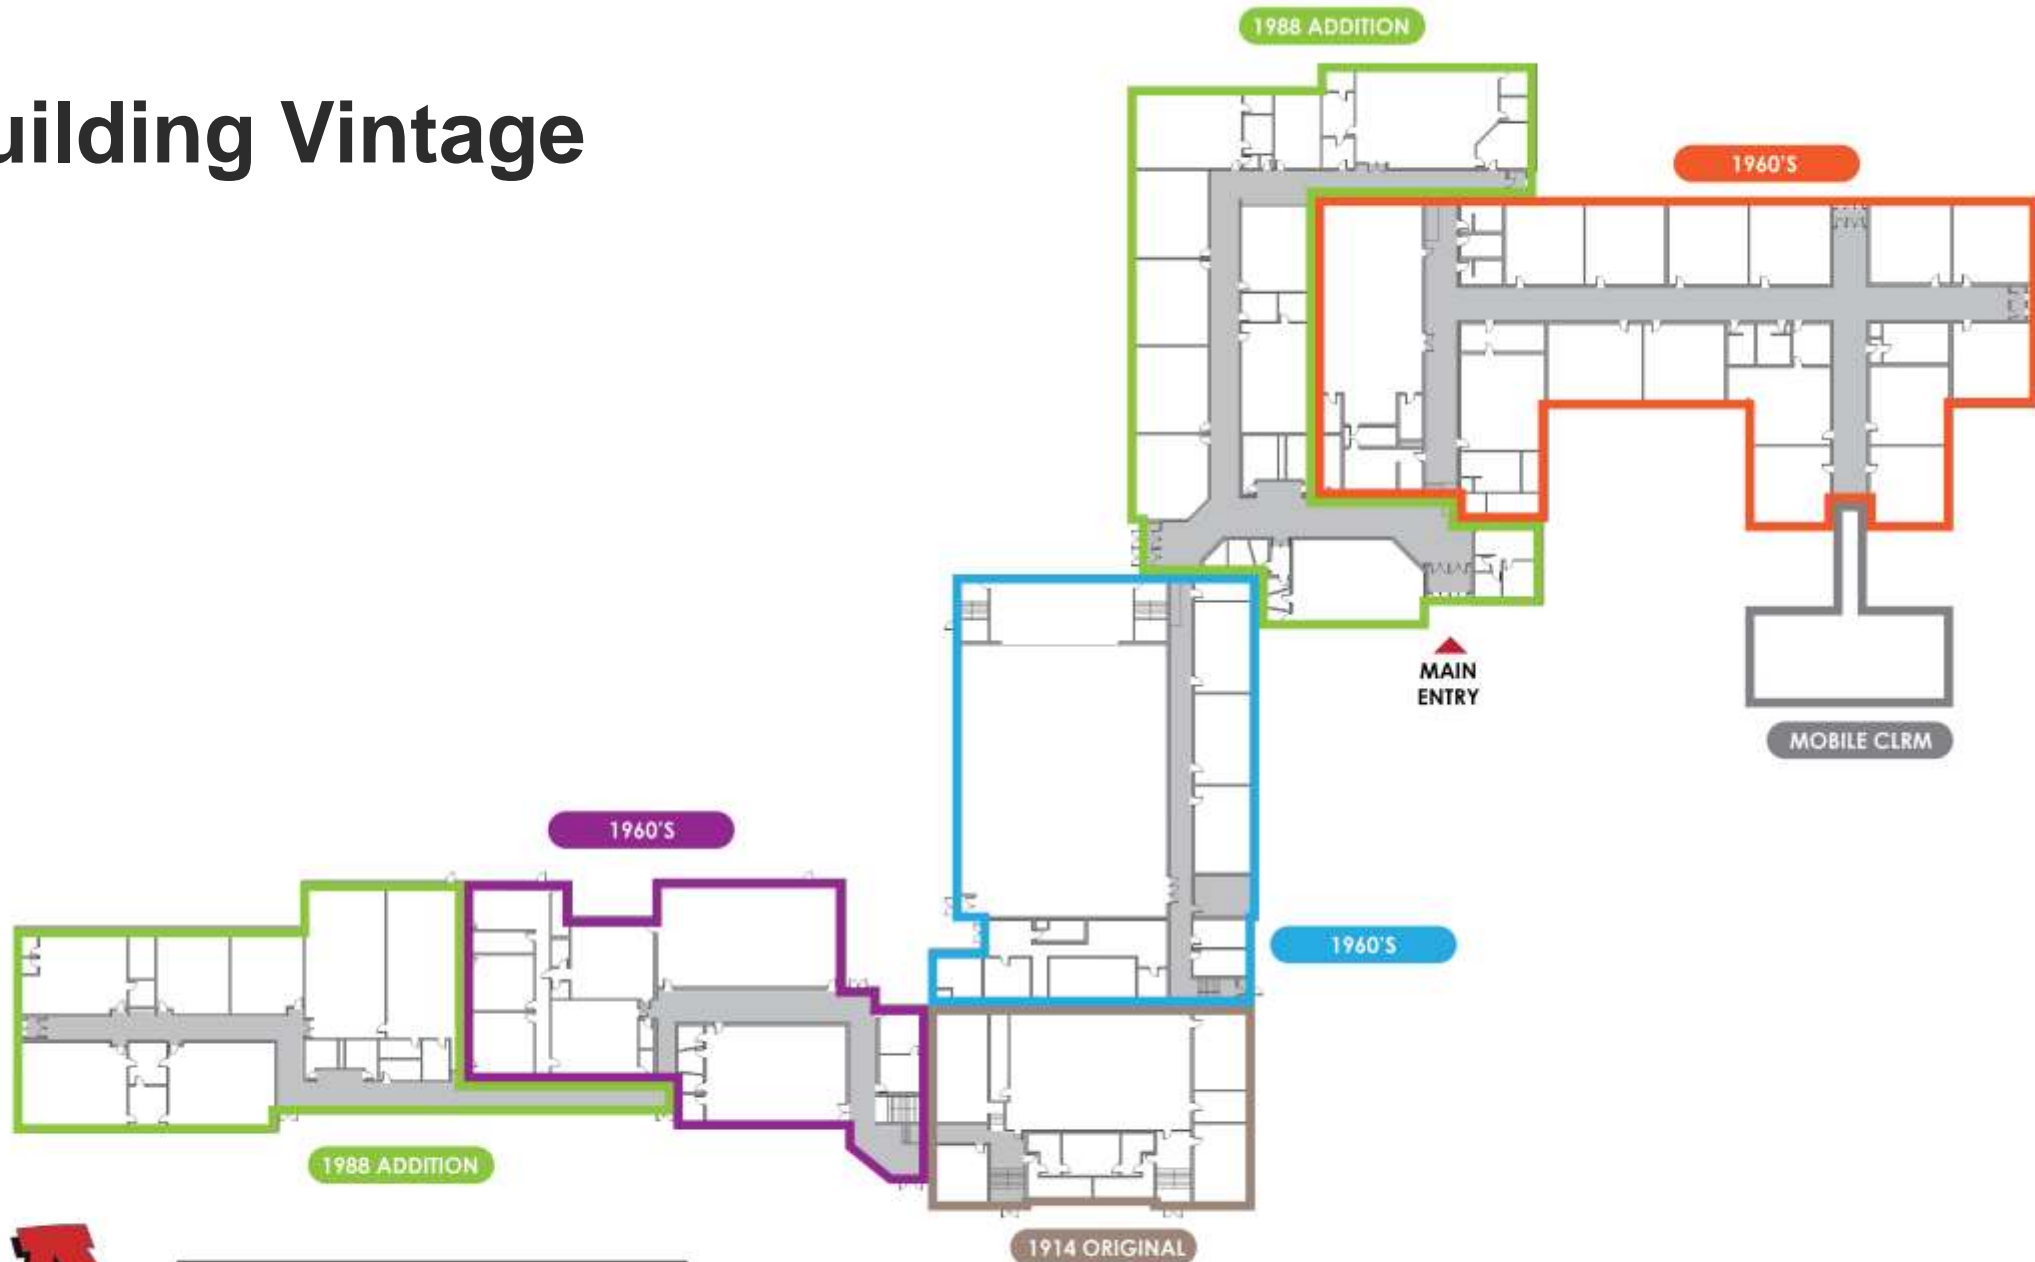 1988 ADDITION
uilding Vintage
1960'S
MAIN
ENTRY
MOBILE CLRM
1960'S
1960'S
1988 ADDITION
1914 ORIGINAL